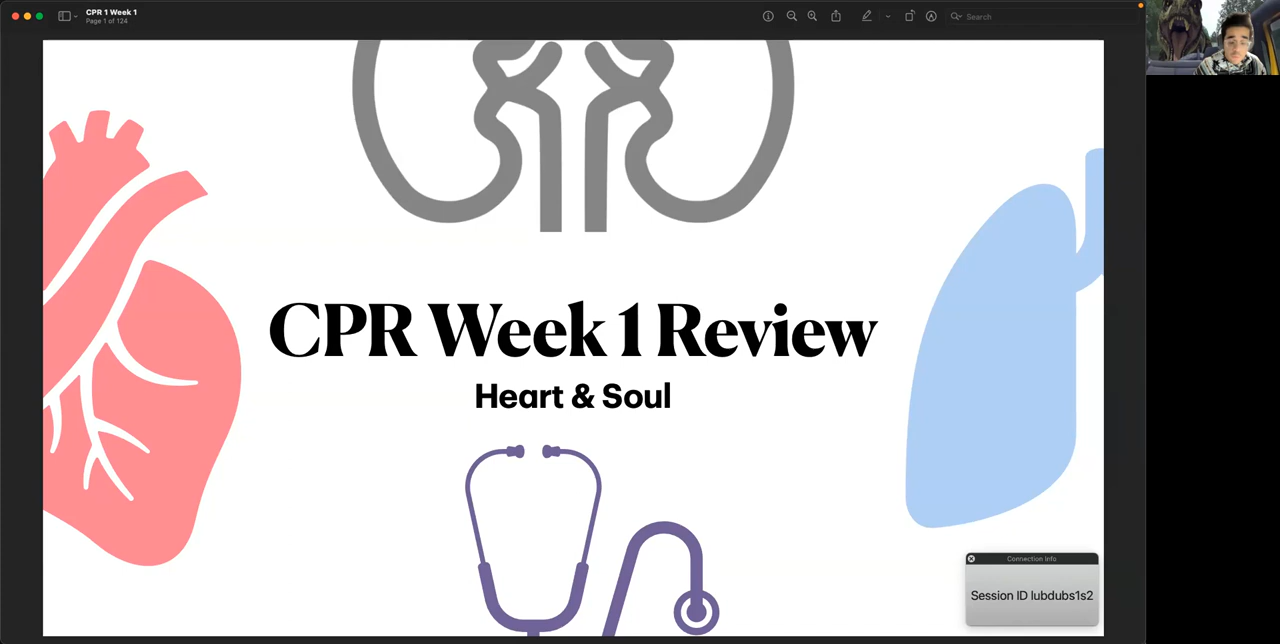 CPR 1 Week 1
Page 1 of 124
Search
CPR Week 1 Review
Heart & Soul
Connection Info
Session ID lubdubs1s2